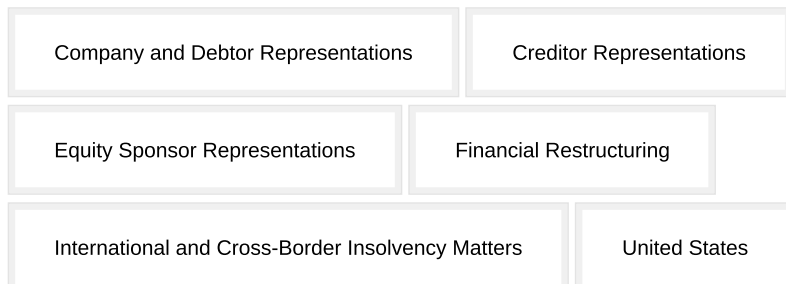 Company and Debtor Representations
Creditor Representations
Equity Sponsor Representations
Financial Restructuring
International and Cross-Border Insolvency Matters
United States